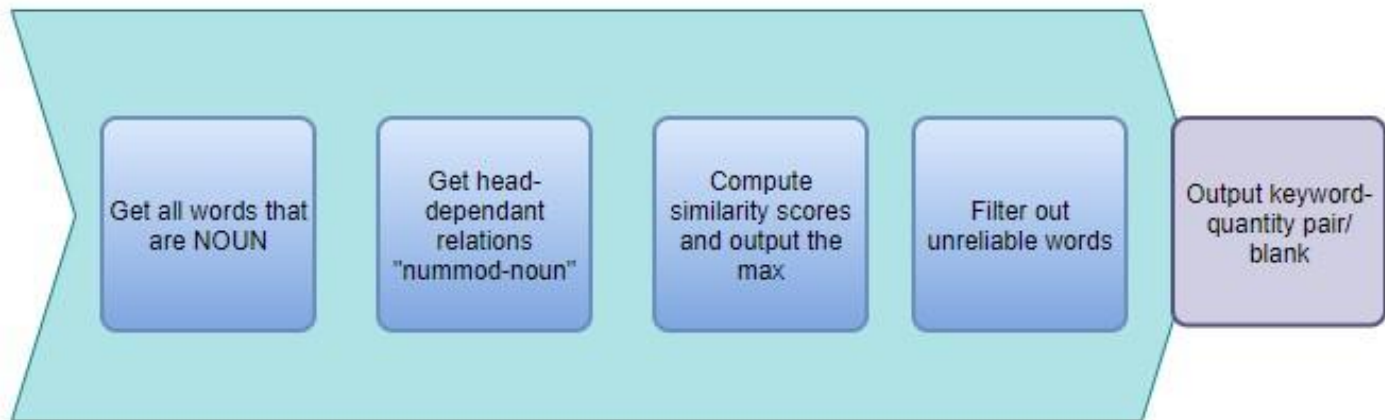 Get all words that
are NOUN
Get head-
dependant
relations
"nummod-noun"
Compute
similarity scores
and output the
max
Filter out
unreliable words
Output keyword-
quantity pair/
blank